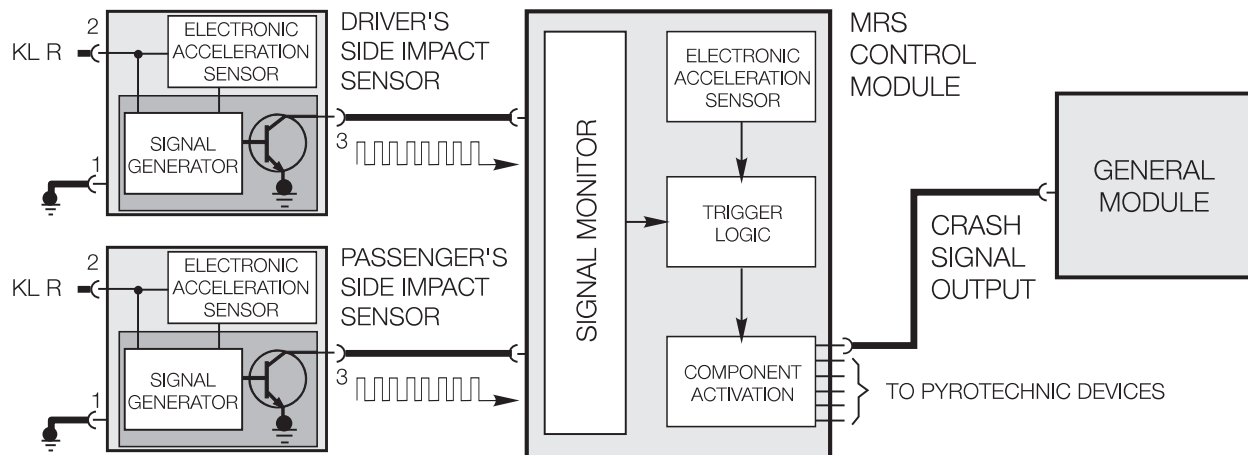 2
KL R
1
ELECTRONIC
ACCELERATION
SENSOR
SIGNAL
GENERATOR
DRIVER'S
SIDE IMPACT
SENSOR
3
2
KL R
1
ELECTRONIC
ACCELERATION
SENSOR
SIGNAL
GENERATOR
PASSENGER'S
SIDE IMPACT
SENSOR
3
SIGNAL MONITOR
ELECTRONIC
ACCELERATION
SENSOR
TRIGGER
LOGIC
COMPONENT
ACTIVATION
MRS
CONTROL
MODULE
CRASH
SIGNAL
OUTPUT
TO PYROTECHNIC DEVICES
GENERAL
MODULE